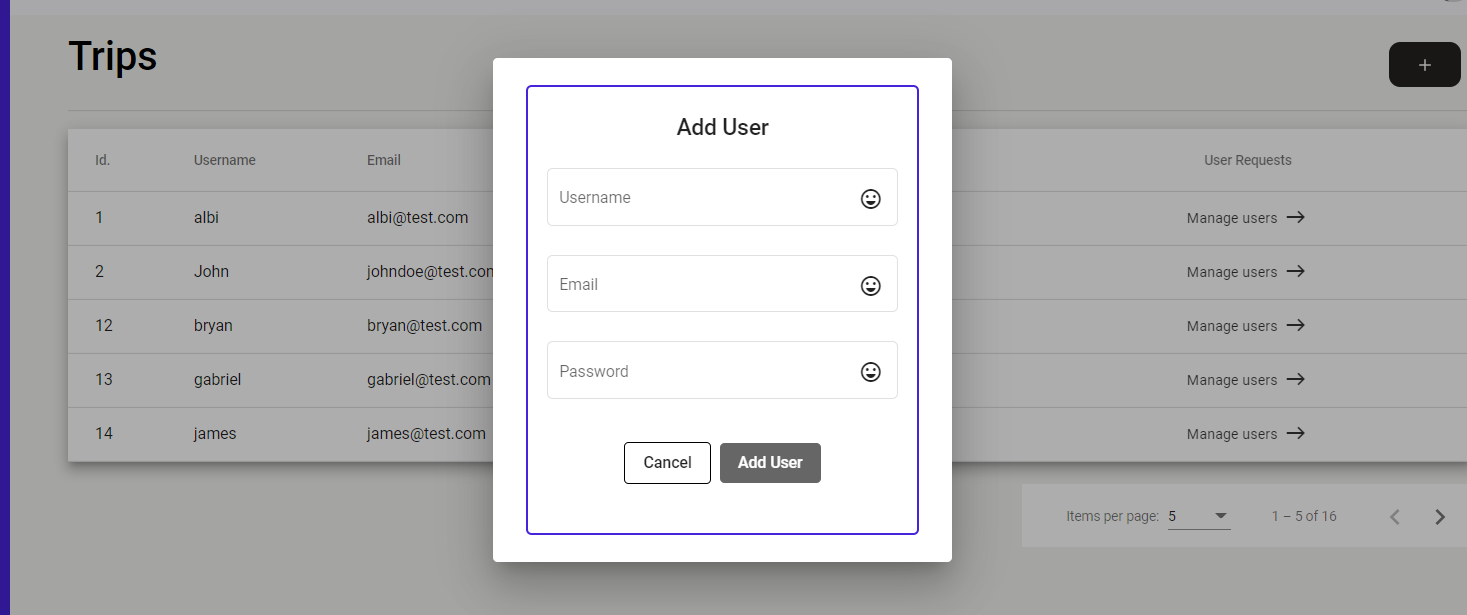 Trips
+
Id. Username Email User Requests
1 albi albi@test.com Manage users
2 John johndoe@test.con Manage users
12 bryan bryan@test.com Manage users
13 gabriel gabriel@test.com Manage users
14 james james@test.com Manage users
Items per page: 5 1 – 5 of 16
Add User
Username
Email
Password
Cancel Add User